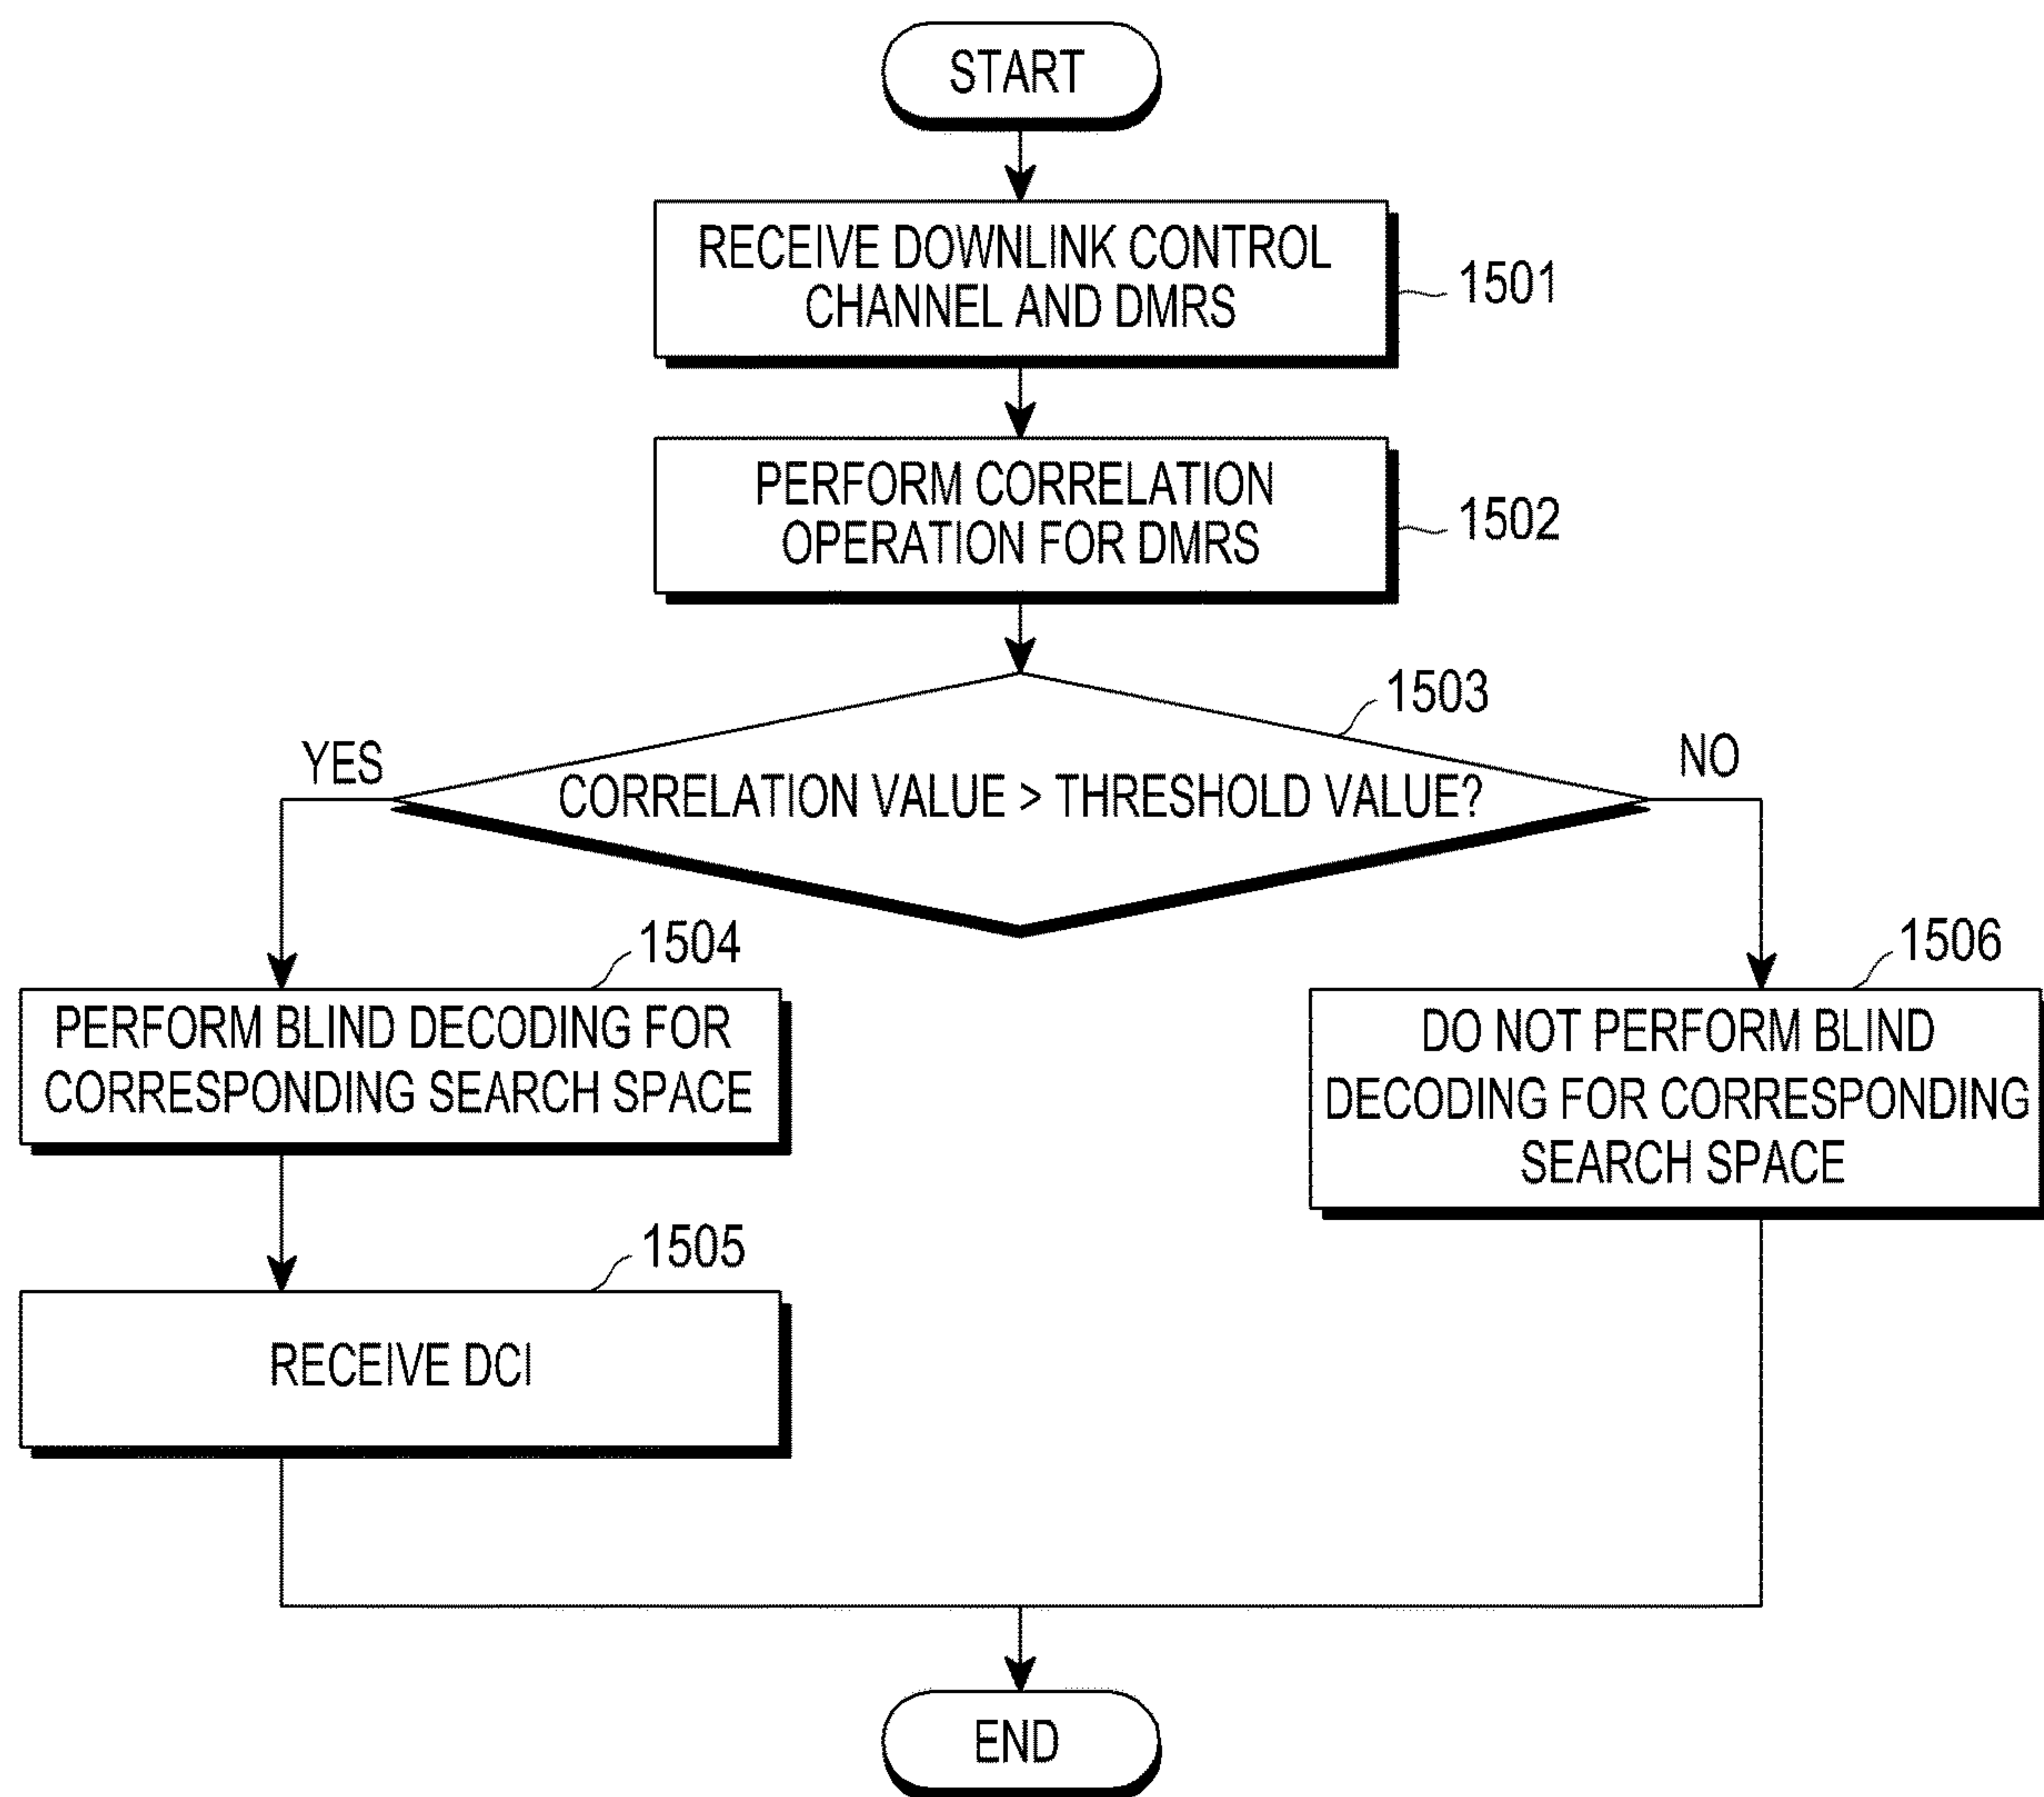 START
RECEIVE DOWNLINK CONTROL
CHANNEL AND DMRS
1501
PERFORM CORRELATION
OPERATION FOR DMRS
1502
1503
YES
NO
CORRELATION VALUE > THRESHOLD VALUE?
1504
PERFORM BLIND DECODING FOR
CORRESPONDING SEARCH SPACE
1506
DO NOT PERFORM BLIND
DECODING FOR CORRESPONDING
SEARCH SPACE
1505
RECEIVE DCI
END